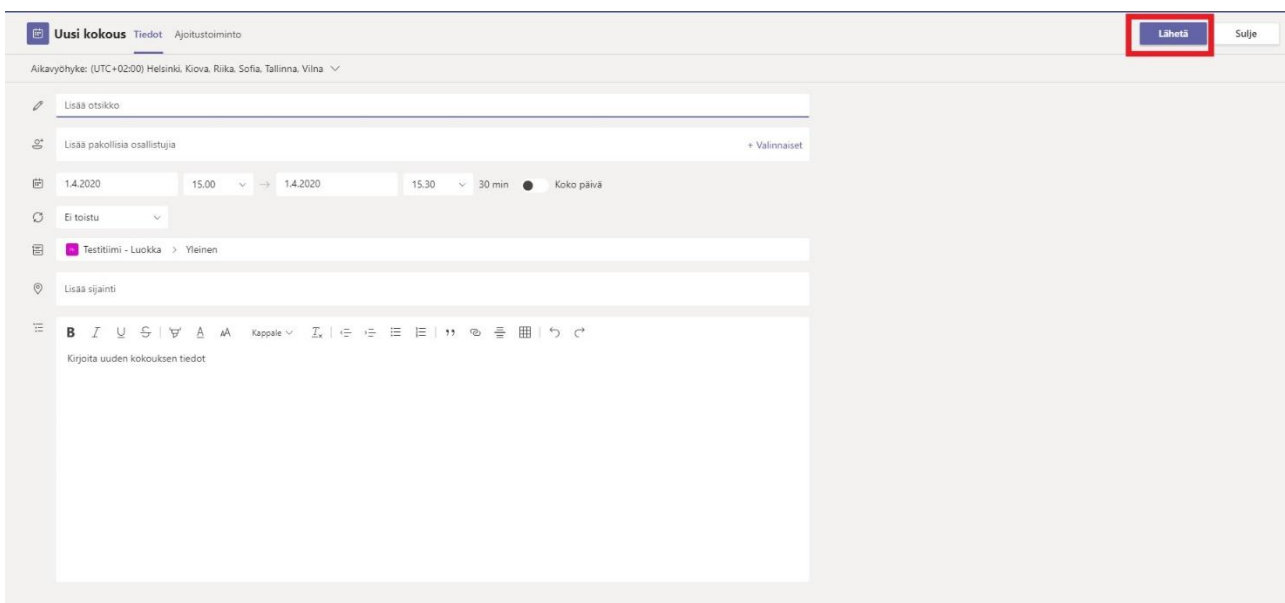 Uusi kokous Tiedot Ajoitustoiminto Lähetä Sulje
Aikavyöhyke: (UTC+02:00) Helsinki, Kiova, Riika, Sofia, Tallinna, Vilna
Lisää otsikko
Lisää pakollisia osallistujia + Valinnaiset
1.4.2020 15.00 → 1.4.2020 15.30 30 min Koko päivä
Ei toistu
Testitiimi - Luokka > Yleinen
Lisää sijainti
B I U S A AA Kappale
Kirjoita uuden kokouksen tiedot